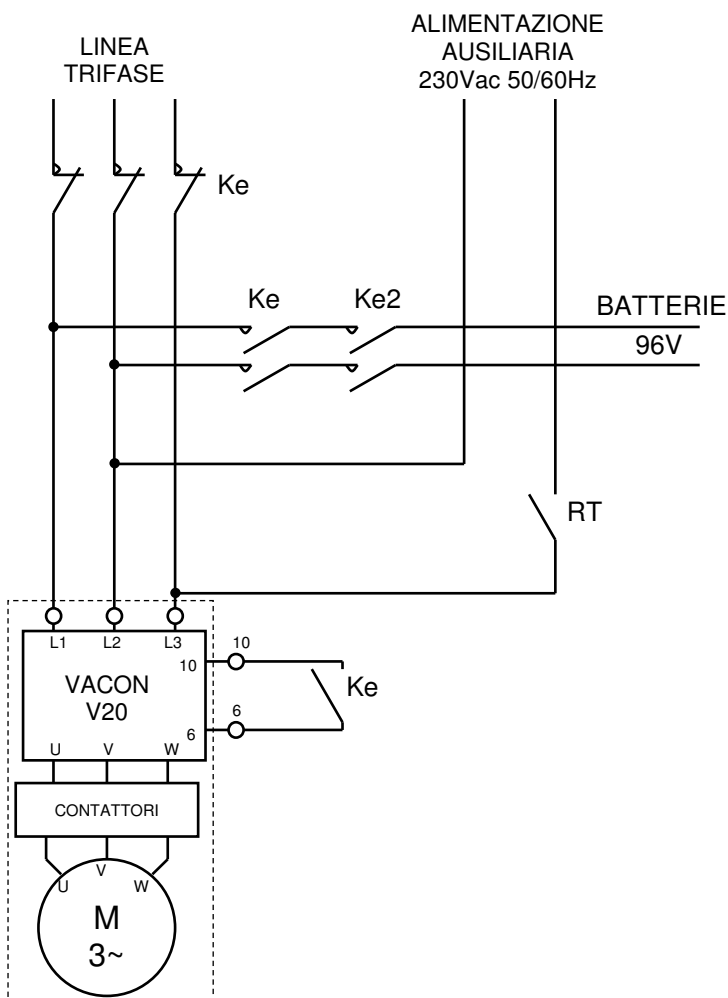 LINEA
TRIFASE
ALIMENTAZIONE
AUSILIARIA
230Vac 50/60Hz
Ke
Ke
Ke2
BATTERIE
96V
RT
L1
L2
L3
10
10
VACON
V20
Ke
6
6
U
V
W
CONTATTORI
U
V
W
M
3~